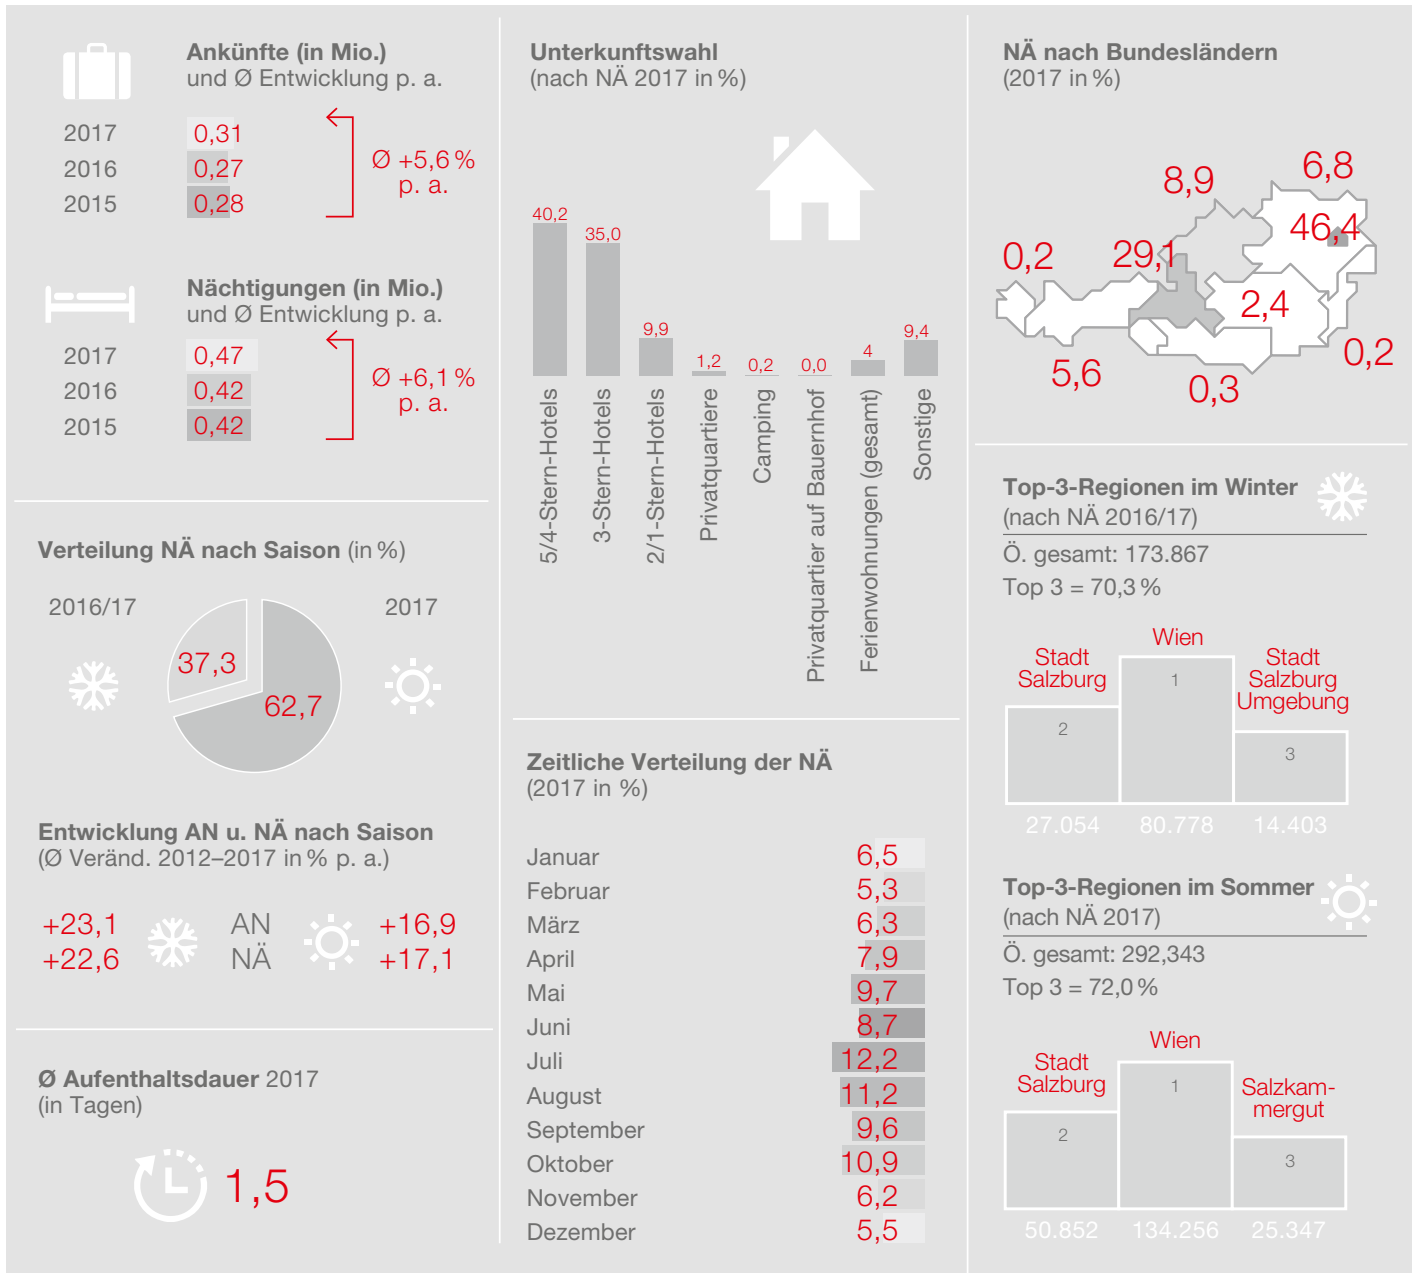 Ankünfte (in Mio.)
und Ø Entwicklung p. a.
2017 0,31
2016 0,27
2015 0,28
Ø +5,6 %
p. a.
Nächtigungen (in Mio.)
und Ø Entwicklung p. a.
2017 0,47
2016 0,42
2015 0,42
Ø +6,1 %
p. a.
Verteilung NÄ nach Saison (in %)
2016/17 2017
37,3
62,7
Entwicklung AN u. NÄ nach Saison
(Ø Veränd. 2012–2017 in % p. a.)
+23,1 AN +16,9
+22,6 NÄ +17,1
Ø Aufenthaltsdauer 2017
(in Tagen)
1,5
Unterkunftswahl
(nach NÄ 2017 in %)
40,2
35,0
9,9
1,2
0,2
0,0
4
9,4
5/4-Stern-Hotels
3-Stern-Hotels
2/1-Stern-Hotels
Privatquartiere
Camping
Privatquartier auf Bauernhof
Ferienwohnungen (gesamt)
Sonstige
Zeitliche Verteilung der NÄ
(2017 in %)
Januar 6,5
Februar 5,3
März 6,3
April 7,9
Mai 9,7
Juni 8,7
Juli 12,2
August 11,2
September 9,6
Oktober 10,9
November 6,2
Dezember 5,5
NÄ nach Bundesländern
(2017 in %)
6,8
8,9
46,4
0,2
29,1
2,4
0,2
5,6
0,3
Top-3-Regionen im Winter
(nach NÄ 2016/17)
Ö. gesamt: 173.867
Top 3 = 70,3 %
Wien
Stadt
Salzburg
Stadt
Salzburg
Umgebung
1
2
3
27.054 80.778 14.403
Top-3-Regionen im Sommer
(nach NÄ 2017)
Ö. gesamt: 292,343
Top 3 = 72,0 %
Wien
Stadt
Salzburg
Salzkam-
mergut
1
2
3
50.852 134.256 25.347